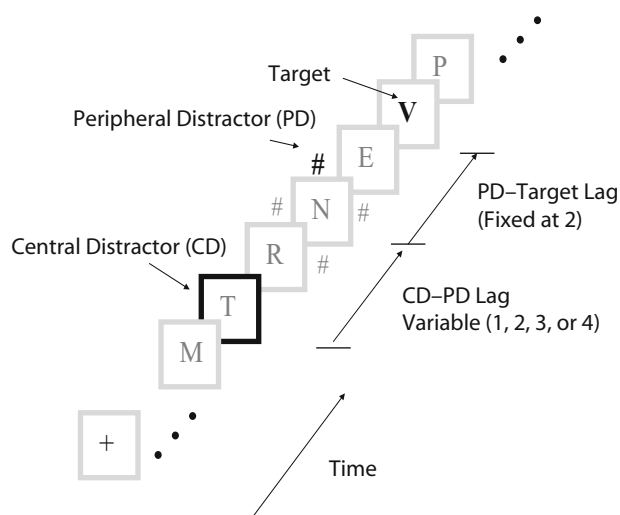 P
Target
V
Peripheral Distractor (PD)
E
#
PD–Target Lag
(Fixed at 2)
# N #
Central Distractor (CD)
R
#
CD–PD Lag
Variable (1, 2, 3, or 4)
T
M
+
Time